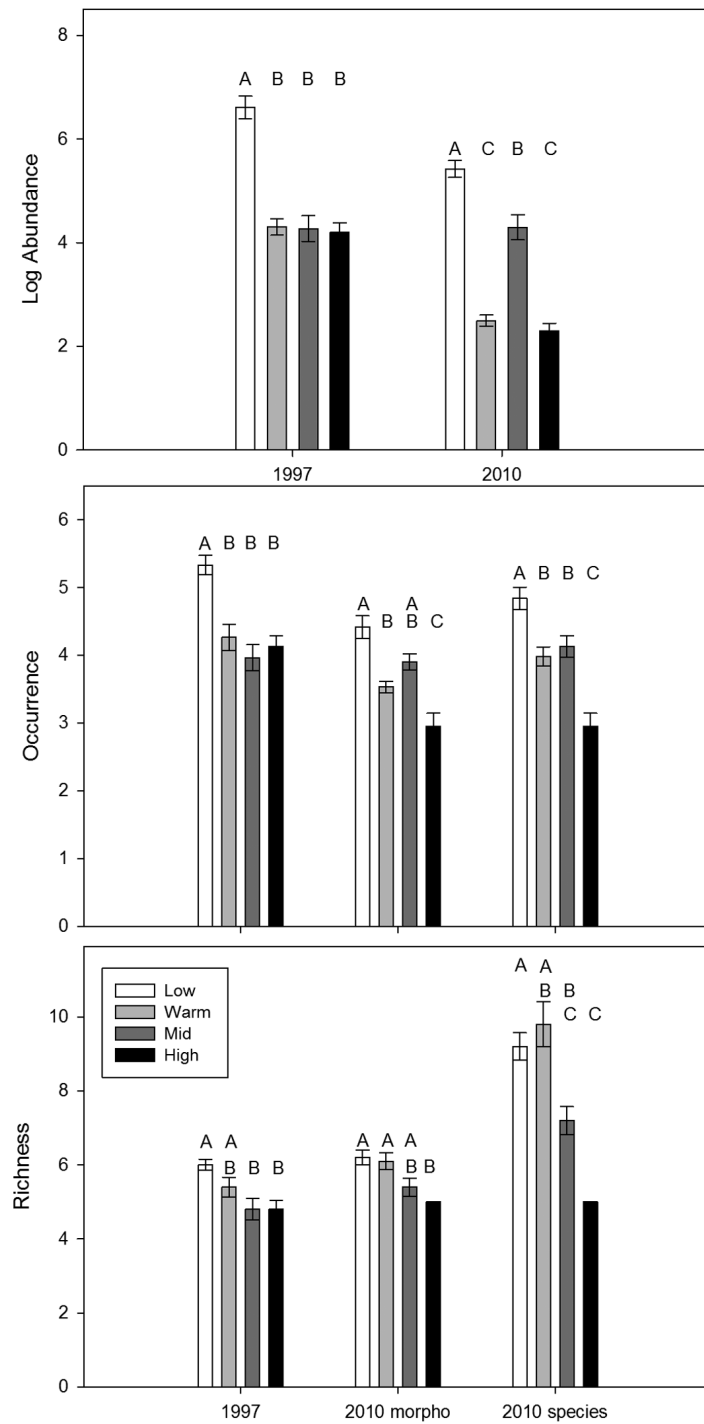 8
A B B B
A C B C
6
4
2
0
Log Abundance
1997 2010
6
A B B B
A A
B B C
A B B C
5
4
3
2
1
0
Occurrence
Low
Warm
Mid
High
A A B
B C C
A A
B B B
A A A
B B
10
8
6
4
2
0
Richness
1997 2010 morpho 2010 species